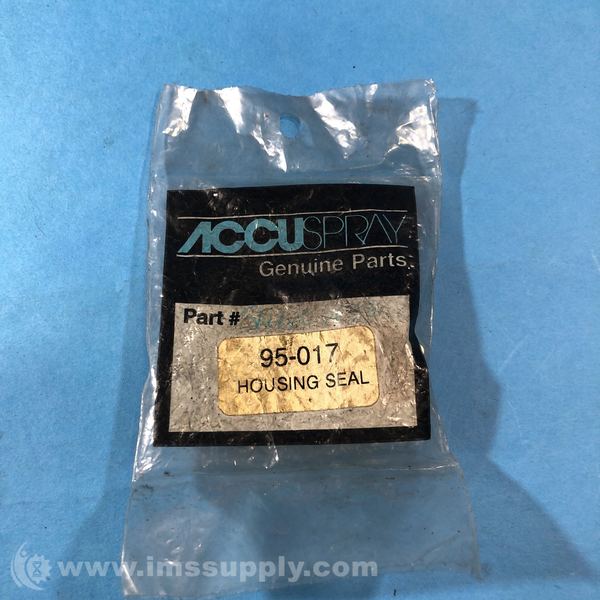 ACCUSPRAY
Genuine Parts
Part #
95-017
HOUSING SEAL
www.imssupply.com